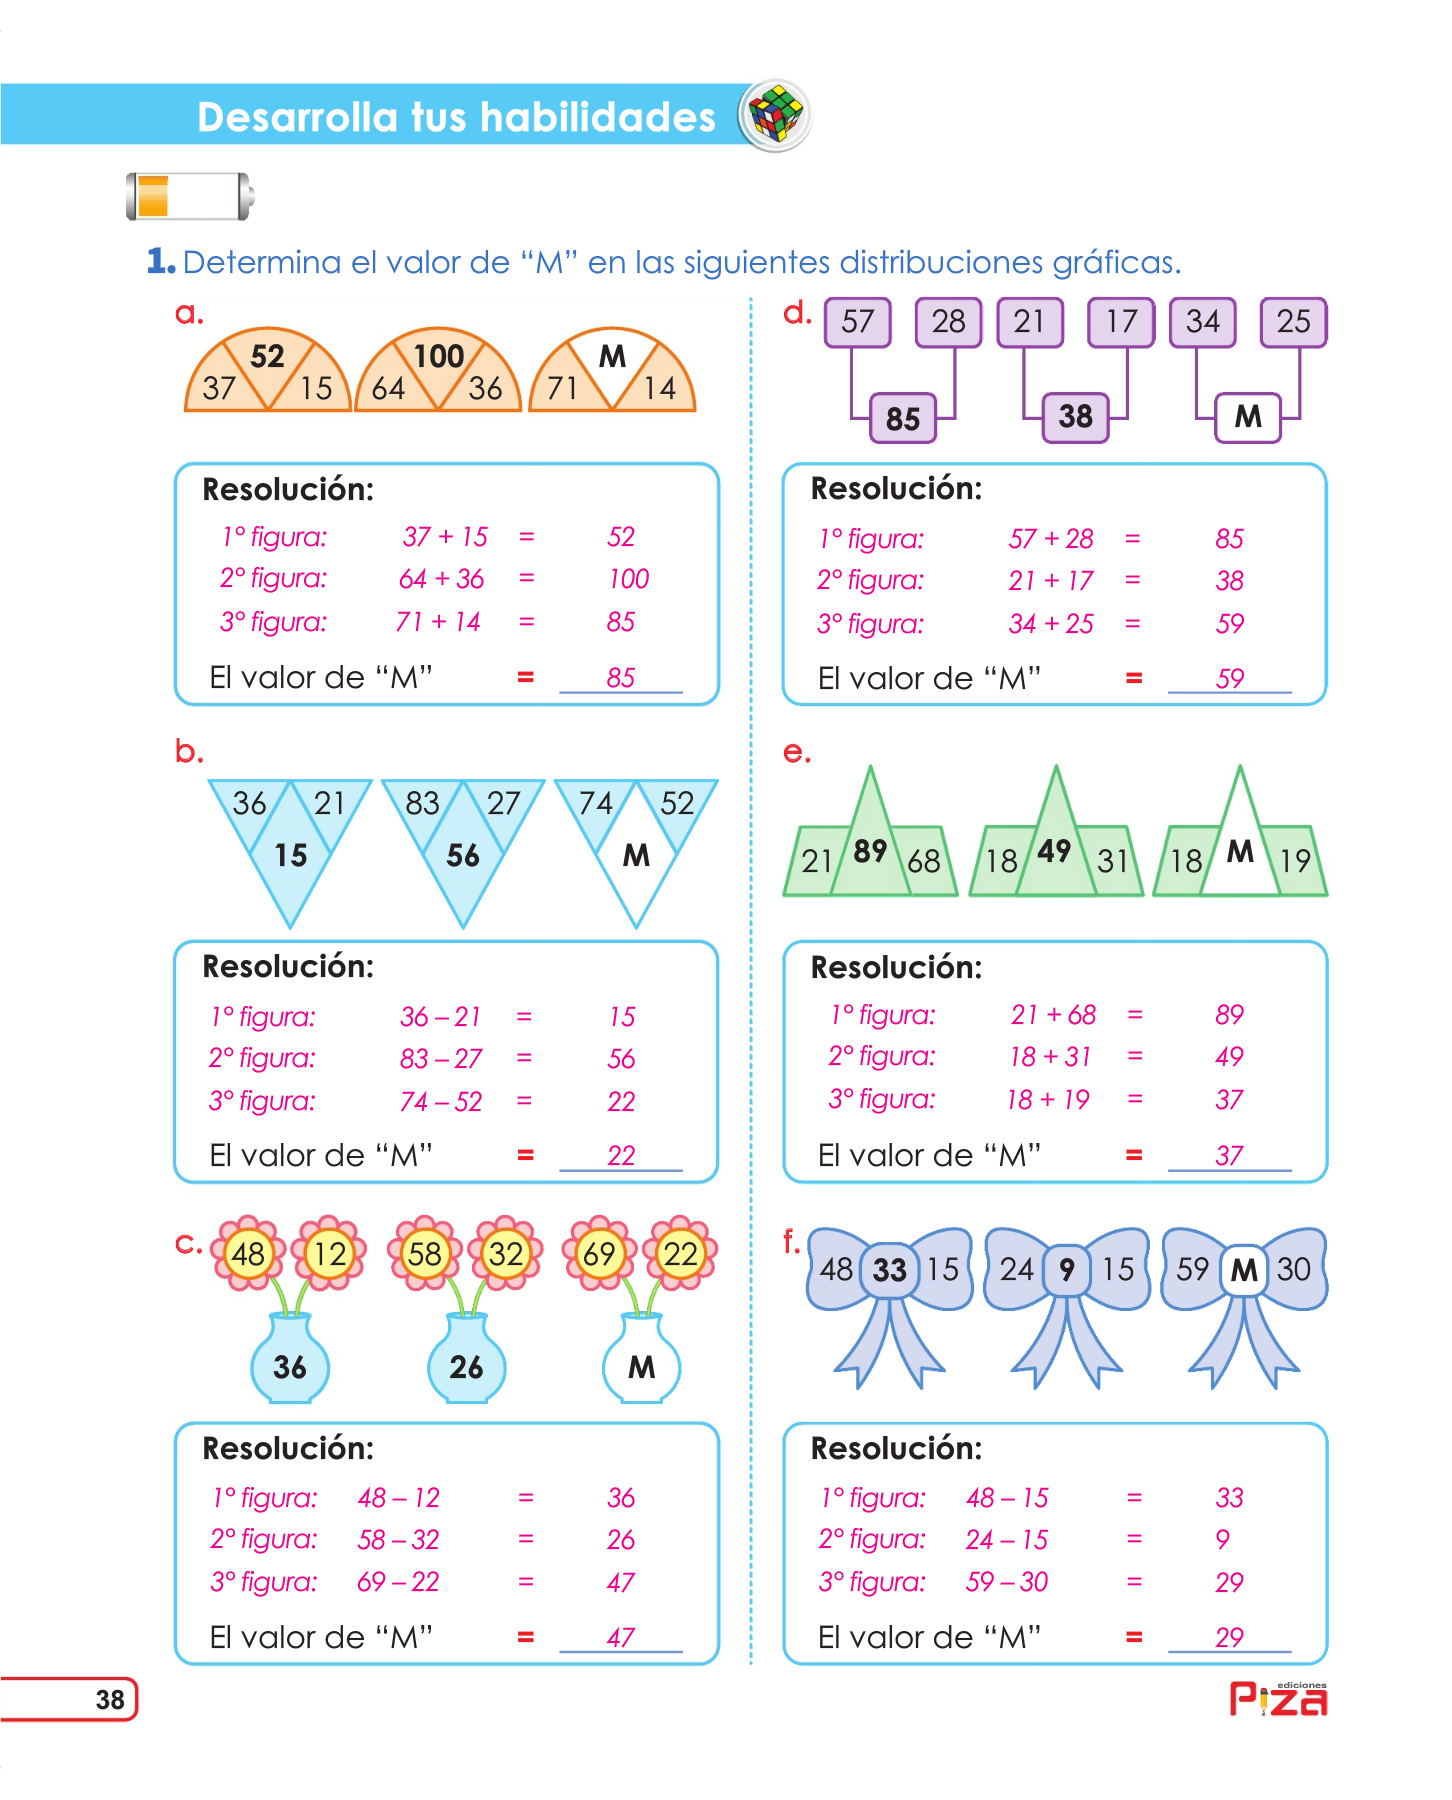 Desarrolla tus habilidades
1. Determina el valor de “M” en las siguientes distribuciones gráficas.
a.
52 100 M
37 15 64 36 71 14
Resolución:
1° figura: 37 + 15 = 52
2° figura: 64 + 36 = 100
3° figura: 71 + 14 = 85
El valor de “M” = 85
b.
36 21 83 27 74 52
15 56 M
Resolución:
1° figura: 36 – 21 = 15
2° figura: 83 – 27 = 56
3° figura: 74 – 52 = 22
El valor de “M” = 22
c. 48 12 58 32 69 22
36 26 M
Resolución:
1° figura: 48 – 12 = 36
2° figura: 58 – 32 = 26
3° figura: 69 – 22 = 47
El valor de “M” = 47
d. 57 28 21 17 34 25
85 38 M
Resolución:
1° figura: 57 + 28 = 85
2° figura: 21 + 17 = 38
3° figura: 34 + 25 = 59
El valor de “M” = 59
e.
21 89 68 18 49 31 18 M 19
Resolución:
1° figura: 21 + 68 = 89
2° figura: 18 + 31 = 49
3° figura: 18 + 19 = 37
El valor de “M” = 37
f.
48 33 15 24 9 15 59 M 30
Resolución:
1° figura: 48 – 15 = 33
2° figura: 24 – 15 = 9
3° figura: 59 – 30 = 29
El valor de “M” = 29
38
ediciones
Piza